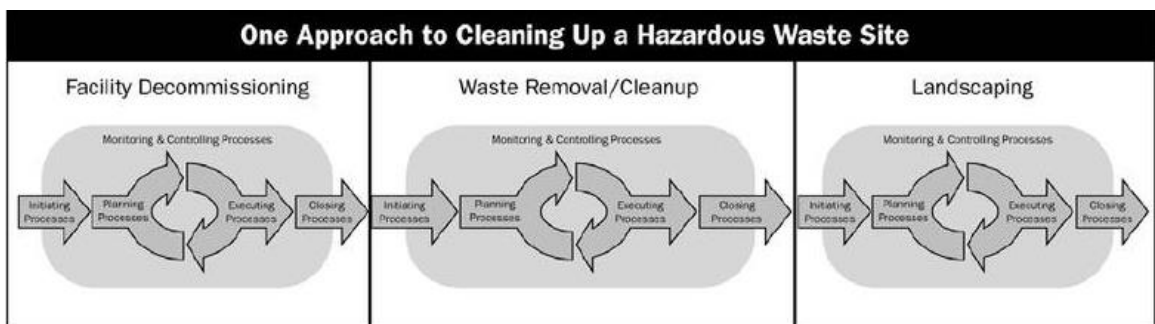 One Approach to Cleaning Up a Hazardous Waste Site
Facility Decommissioning
Monitoring & Controlling Processes
Initiating
Processes
Planning
Processes
Executing
Processes
Closing
Processes
Waste Removal/Cleanup
Monitoring & Controlling Processes
Initiating
Processes
Planning
Processes
Executing
Processes
Closing
Processes
Landscaping
Monitoring & Controlling Processes
Initiating
Processes
Planning
Processes
Executing
Processes
Closing
Processes